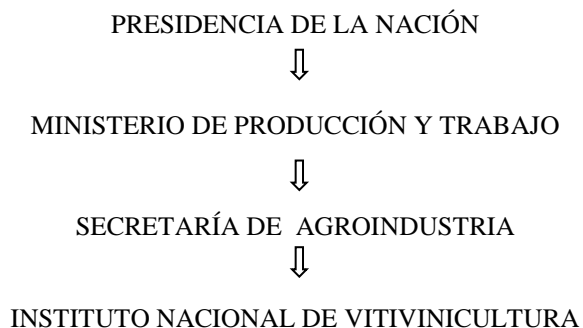 PRESIDENCIA DE LA NACIÓN
MINISTERIO DE PRODUCCIÓN Y TRABAJO
SECRETARÍA DE AGROINDUSTRIA
INSTITUTO NACIONAL DE VITIVINICULTURA